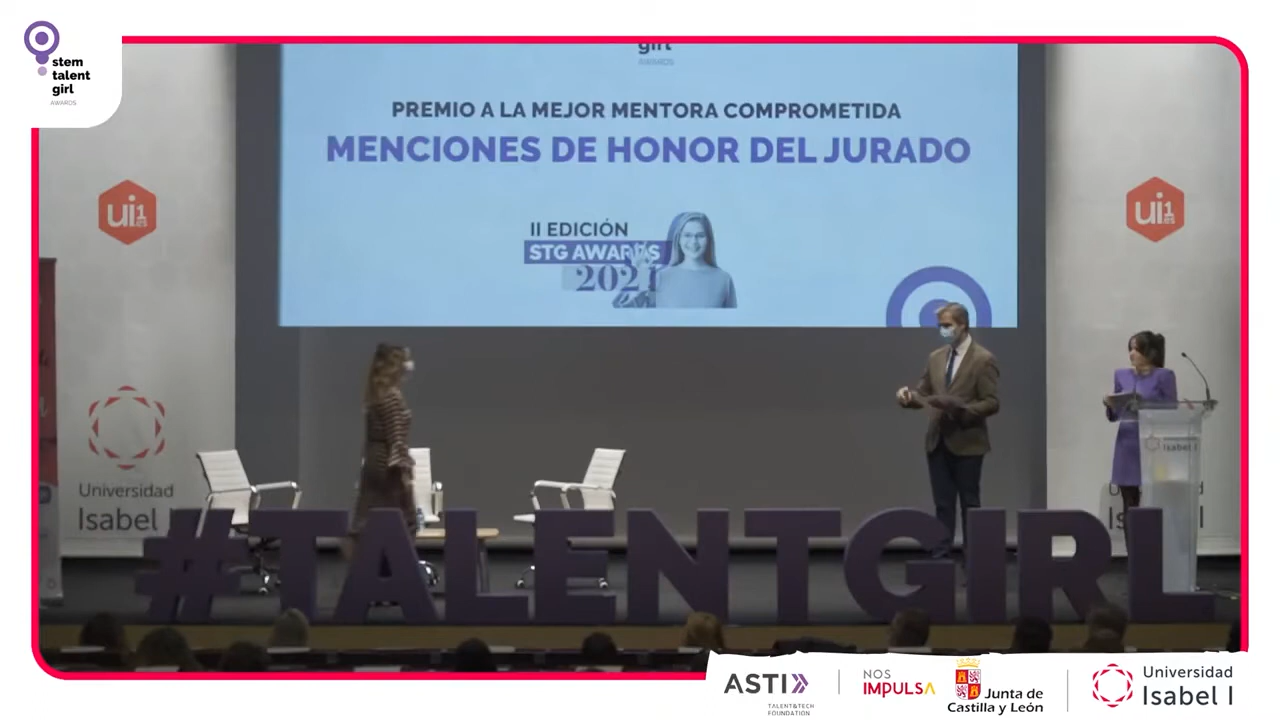 stem
talent
girl
AWARDS
girl
AWARDS
PREMIO A LA MEJOR MENTORA COMPROMETIDA
MENCIONES DE HONOR DEL JURADO
II EDICIÓN
STG AWARDS
2021
ui1
.es
ui1
.es
Universidad
Isabel I
Isabel I
#TALENTGIRL
ASTI
TALENT&TECH
FOUNDATION
NOS
IMPULSA
Junta de
Castilla y León
Universidad
Isabel I